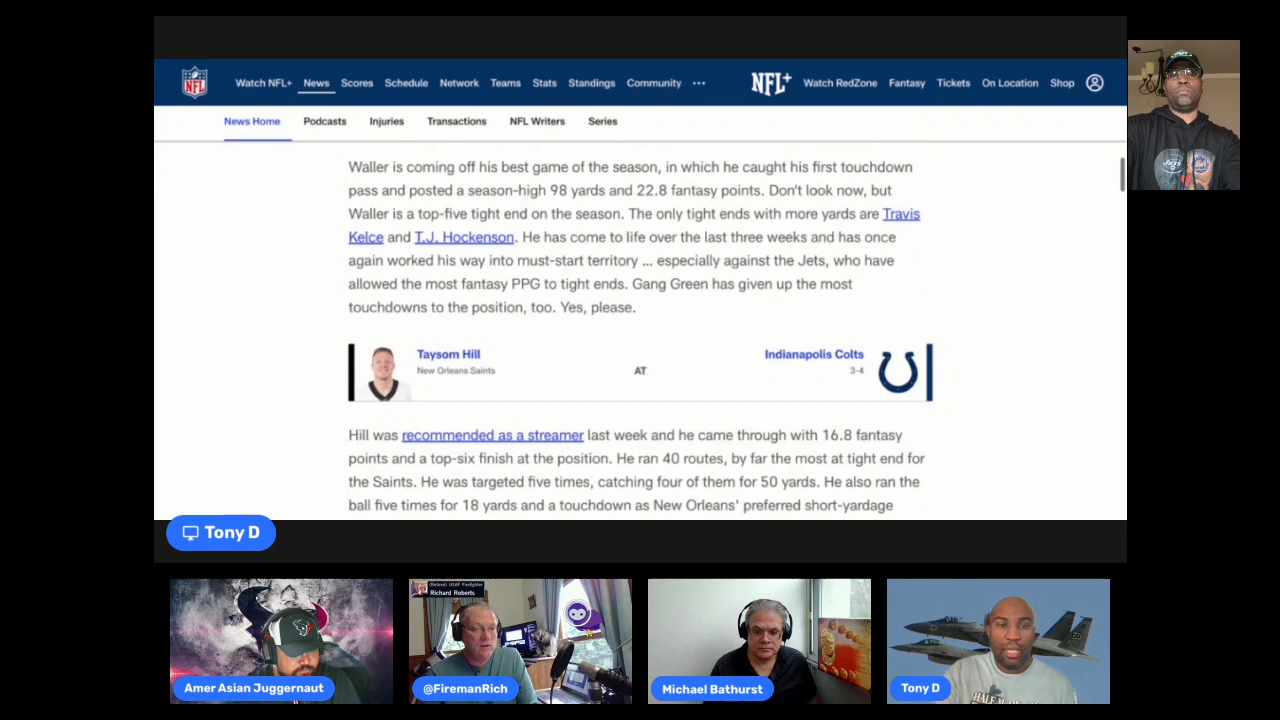 NFL
Watch NFL+ News Scores Schedule Network Teams Stats Standings Community ...
NFL+ Watch RedZone Fantasy Tickets On Location Shop
News Home Podcasts Injuries Transactions NFL Writers Series
Waller is coming off his best game of the season, in which he caught his first touchdown
pass and posted a season-high 98 yards and 22.8 fantasy points. Don't look now, but
Waller is a top-five tight end on the season. The only tight ends with more yards are Travis
Kelce and T.J. Hockenson. He has come to life over the last three weeks and has once
again worked his way into must-start territory ... especially against the Jets, who have
allowed the most fantasy PPG to tight ends. Gang Green has given up the most
touchdowns to the position, too. Yes, please.
Taysom Hill
New Orleans Saints
AT
Indianapolis Colts
3-4
Hill was recommended as a streamer last week and he came through with 16.8 fantasy
points and a top-six finish at the position. He ran 40 routes, by far the most at tight end for
the Saints. He was targeted five times, catching four of them for 50 yards. He also ran the
ball five times for 18 yards and a touchdown as New Orleans' preferred short-yardage
Tony D
(Retired) USAF Firefighter
Richard Roberts
Amer Asian Juggernaut
@FiremanRich
Michael Bathurst
Tony D